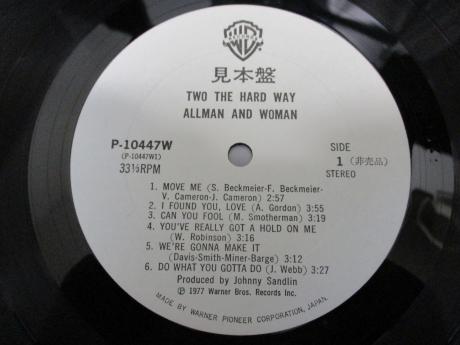 見本盤
TWO THE HARD WAY
ALLMAN AND WOMAN
P-10447W
(P-10447W1)
33⅓RPM
SIDE
1 (非売品)
STEREO
1. MOVE ME (S. Beckmeier-F. Beckmeier-
V. Cameron-J. Cameron) 2:57
2. I FOUND YOU, LOVE (A. Gordon) 3:55
3. CAN YOU FOOL (M. Smotherman) 3:19
4. YOU'VE REALLY GOT A HOLD ON ME
(W. Robinson) 3:16
5. WE'RE GONNA MAKE IT
(Davis-Smith-Miner-Barge) 3:12
6. DO WHAT YOU GOTTA DO (J. Webb) 3:27
Produced by Johnny Sandlin
℗ 1977 Warner Bros. Records Inc.
MADE BY WARNER PIONEER CORPORATION, JAPAN.